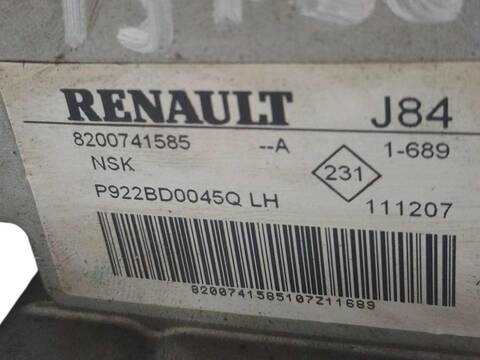 RENAULT J84
8200741585 --A 1-689
NSK 231
P922BD0045Q LH 111207
8200741585107Z11689